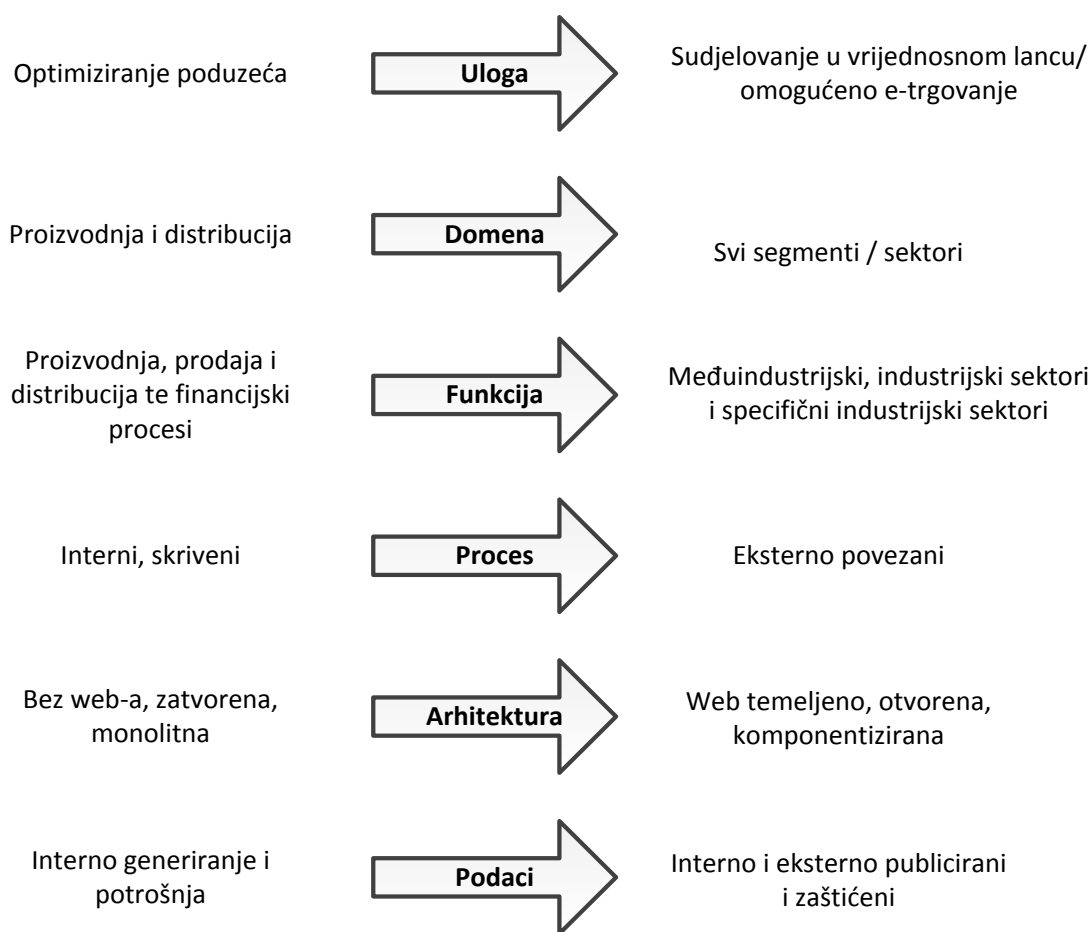 Optimiziranje poduzeća
Uloga
Sudjelovanje u vrijednosnom lancu/
omogućeno e-trgovanje
Proizvodnja i distribucija
Domena
Svi segmenti / sektori
Proizvodnja, prodaja i
distribucija te financijski
procesi
Funkcija
Međuindustrijski, industrijski sektori
i specifični industrijski sektori
Interni, skriveni
Proces
Eksterno povezani
Bez web-a, zatvorena,
monolitna
Arhitektura
Web temeljeno, otvorena,
komponentizirana
Interno generiranje i
potrošnja
Podaci
Interno i eksterno publicirani
i zaštićeni